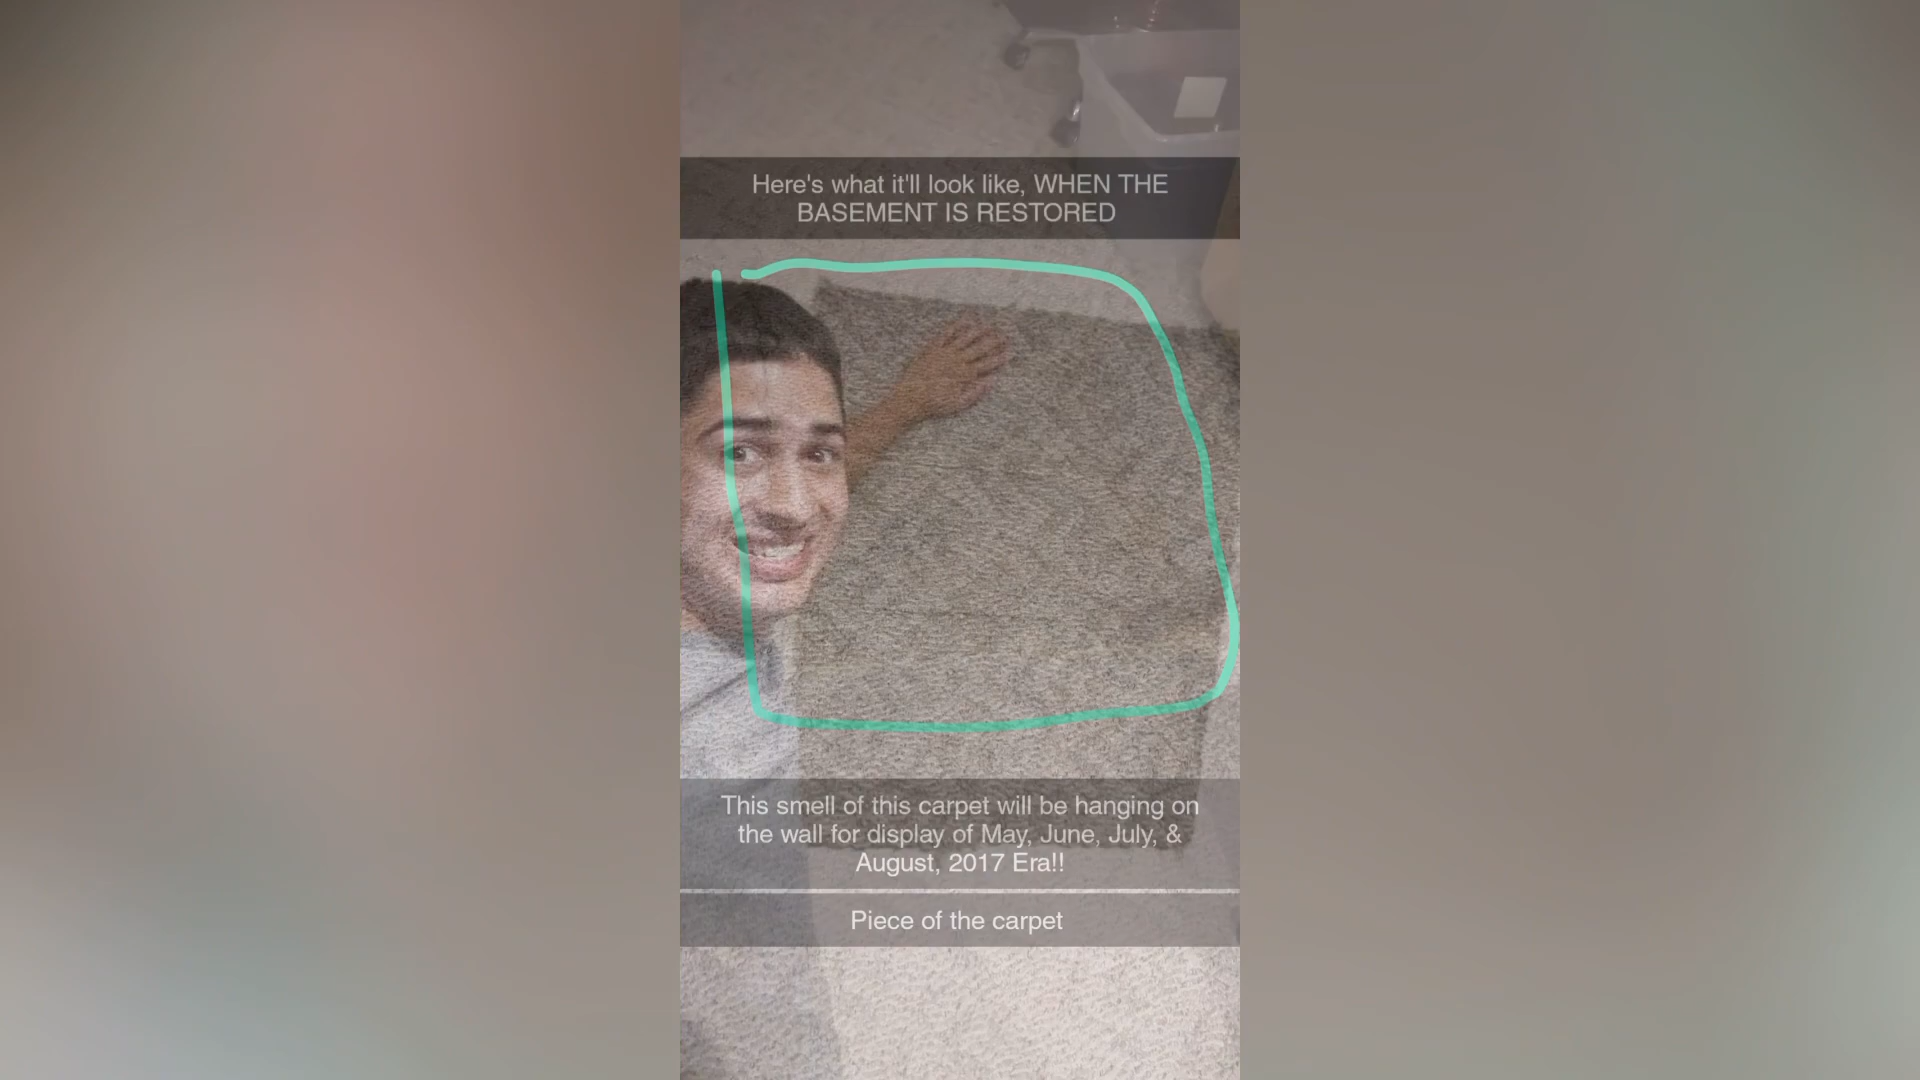 Here's what it'll look like, WHEN THE
BASEMENT IS RESTORED
This smell of this carpet will be hanging on
the wall for display of May, June, July, &
August, 2017 Era!!
Piece of the carpet